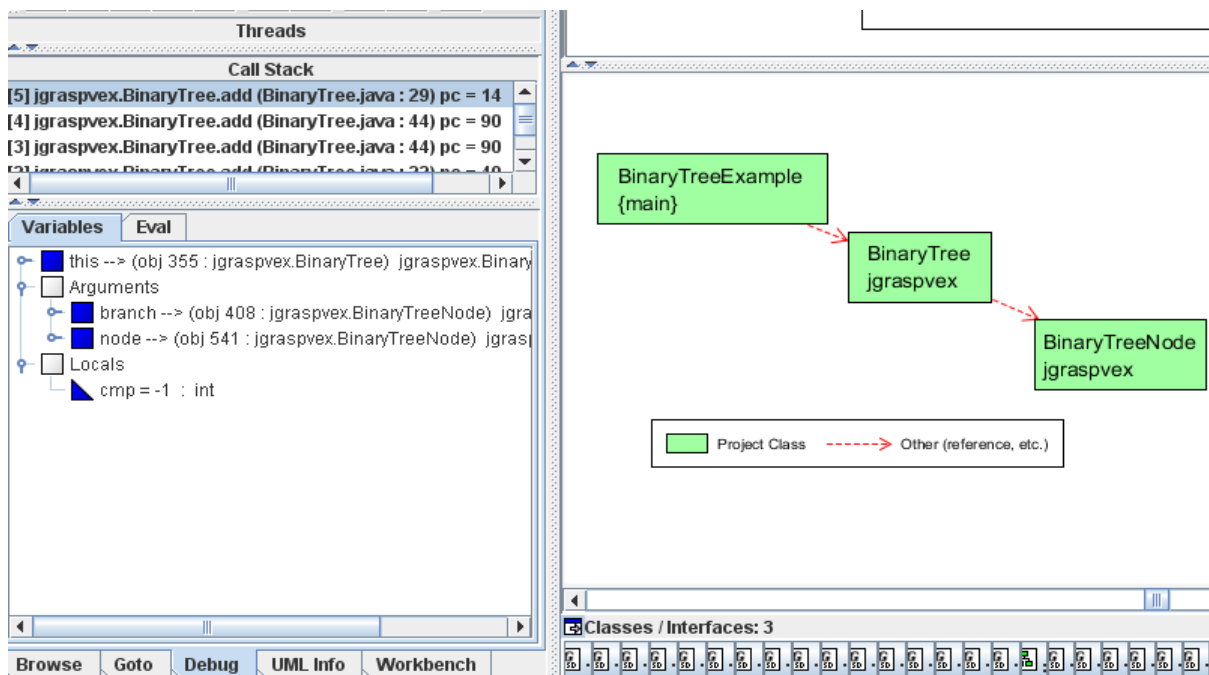 Threads
Call Stack
[5] jgraspvex.BinaryTree.add (BinaryTree.java : 29) pc = 14
[4] jgraspvex.BinaryTree.add (BinaryTree.java : 44) pc = 90
[3] jgraspvex.BinaryTree.add (BinaryTree.java : 44) pc = 90
Variables
Eval
this --> (obj 355 : jgraspvex.BinaryTree) jgraspvex.Binary
Arguments
branch --> (obj 408 : jgraspvex.BinaryTreeNode) jgra
node --> (obj 541 : jgraspvex.BinaryTreeNode) jgrasp
Locals
cmp = -1 : int
Browse
Goto
Debug
UML Info
Workbench
BinaryTreeExample
{main}
BinaryTree
jgraspvex
BinaryTreeNode
jgraspvex
Project Class
Other (reference, etc.)
Classes / Interfaces: 3